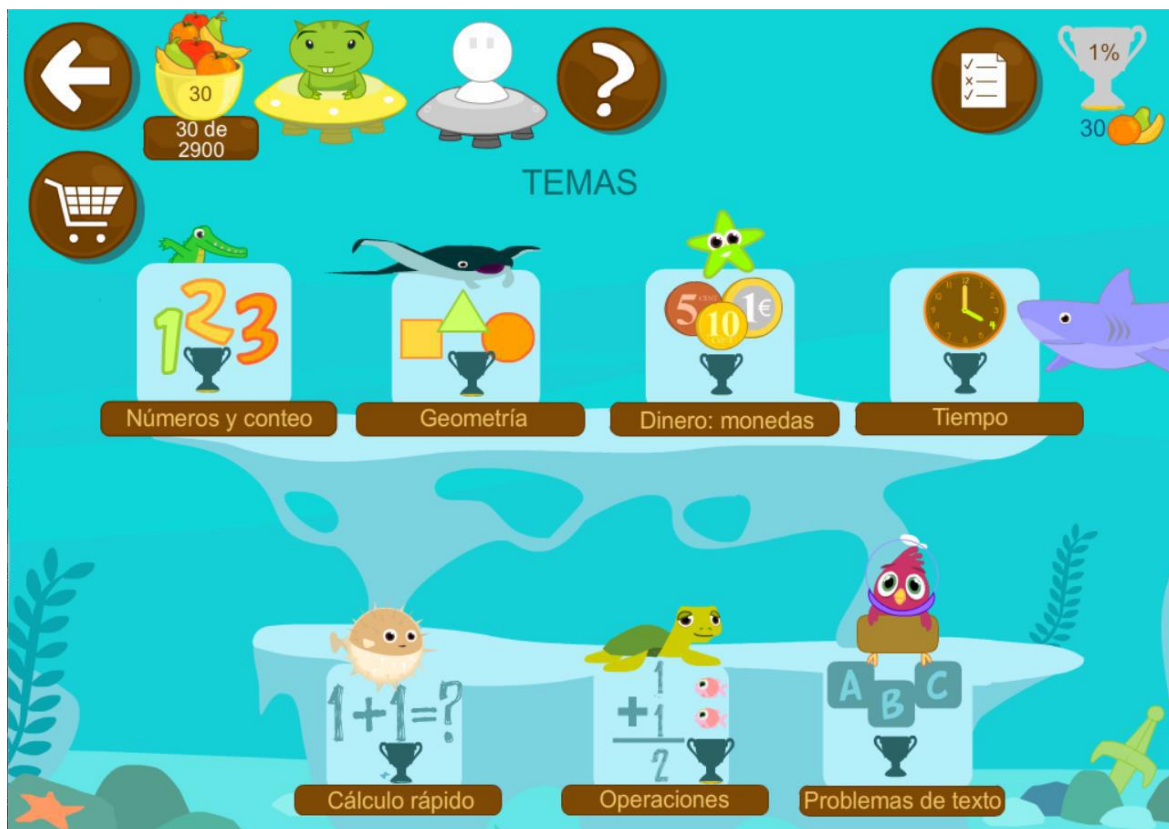 30
30 de
2900
1%
30
TEMAS
123
5 CENT
10
1€
Números y conteo
Geometría
Dinero: monedas
Tiempo
1+1=?
1
+1
2
A B C
Cálculo rápido
Operaciones
Problemas de texto